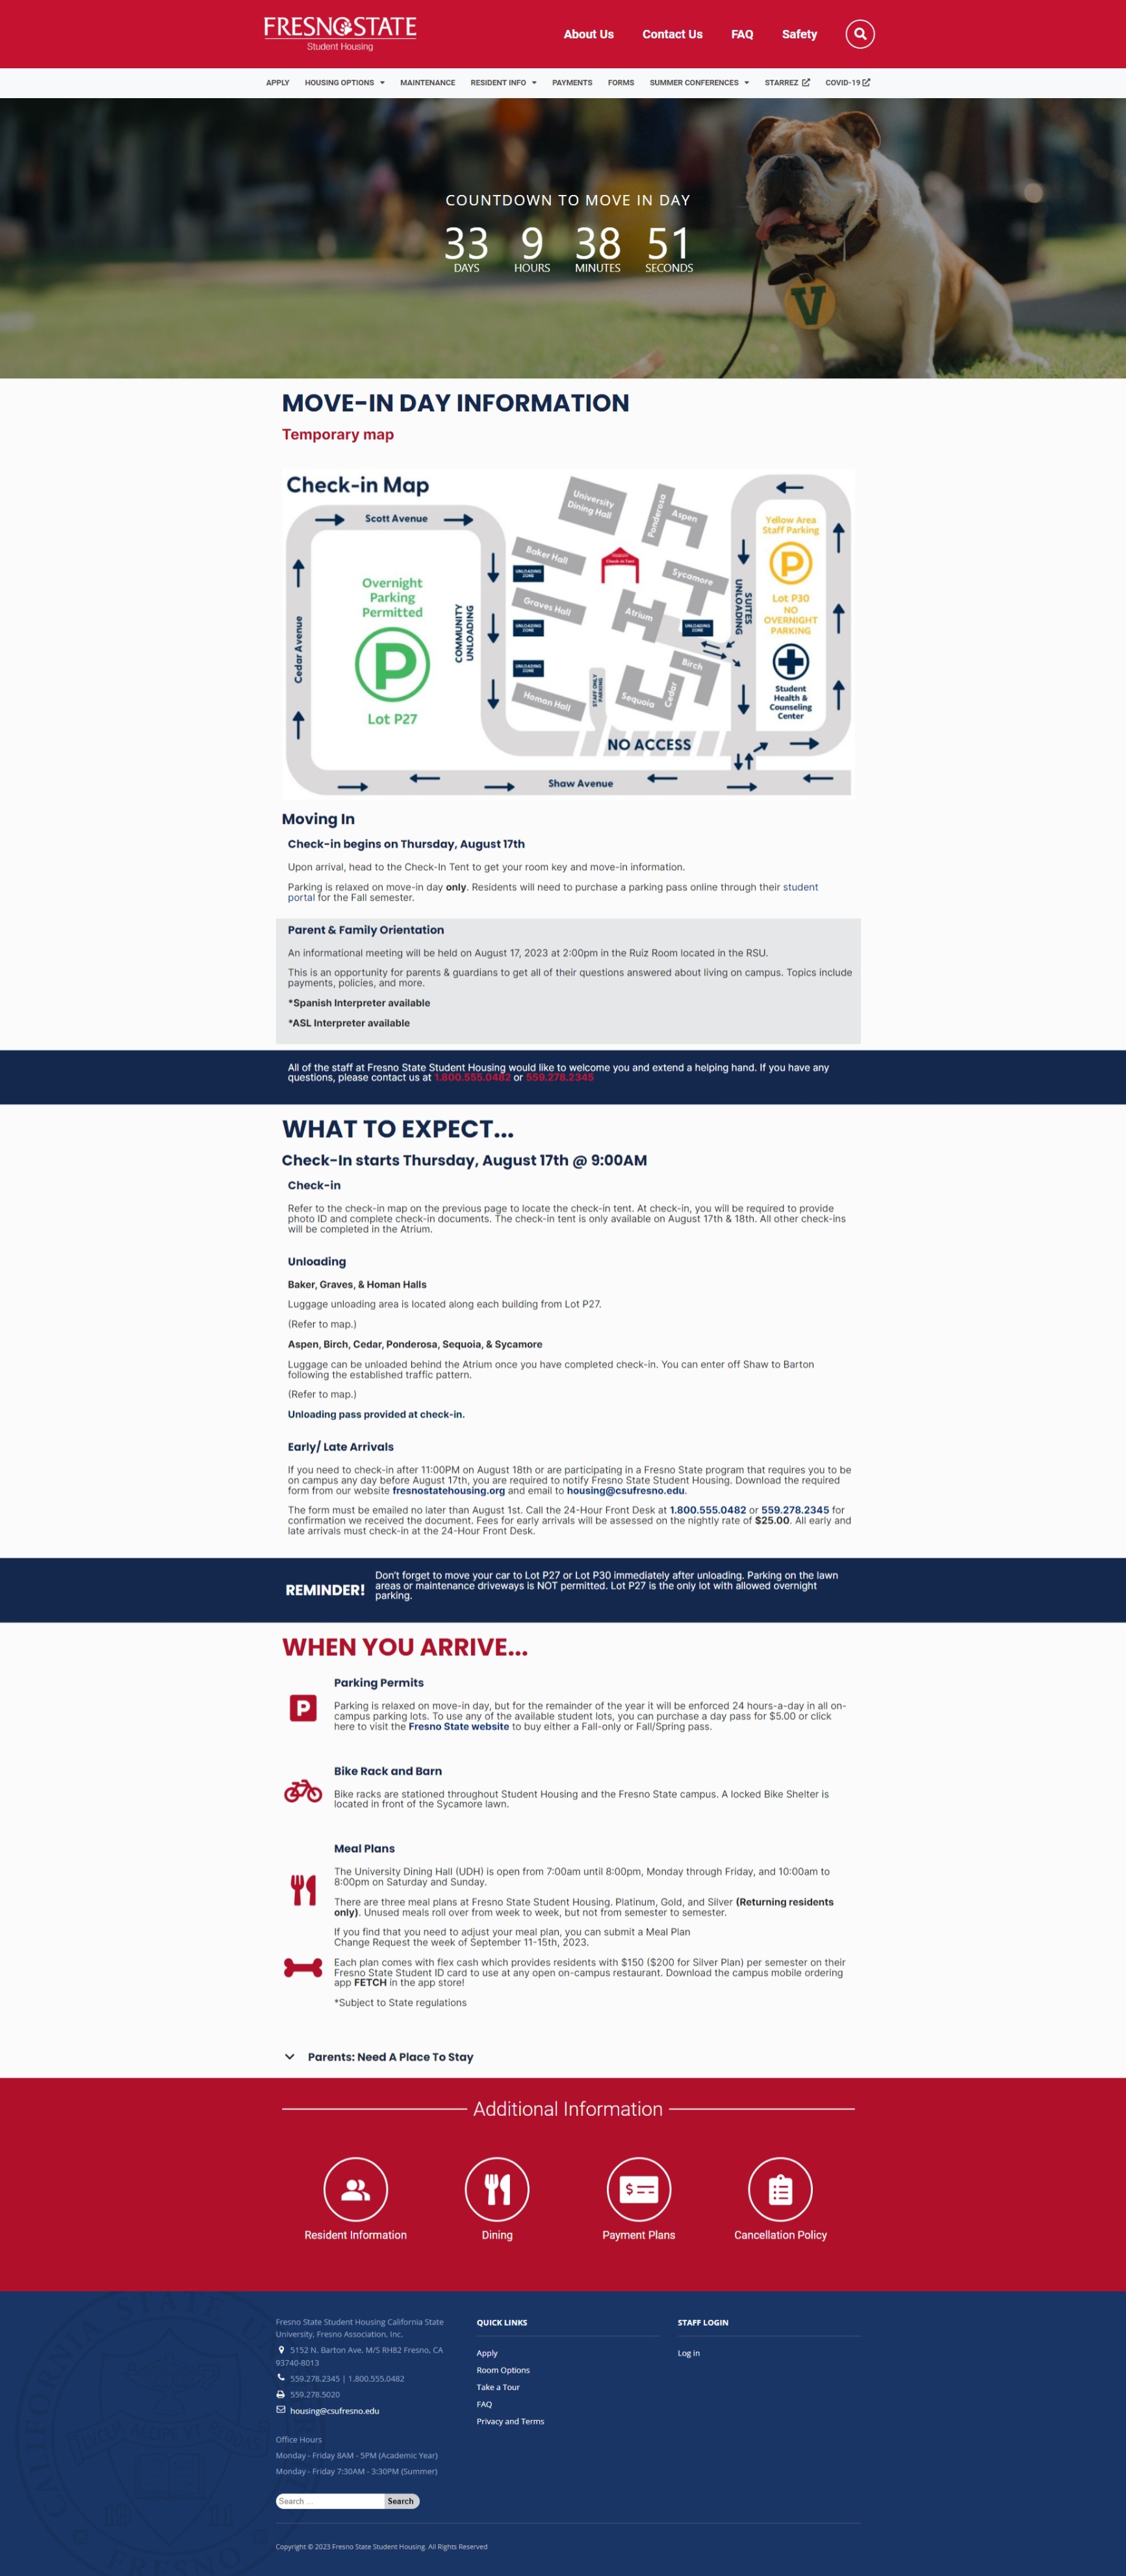 FRESNO STATE
Student Housing
About Us
Contact Us
FAQ
Safety
APPLY
HOUSING OPTIONS
MAINTENANCE
RESIDENT INFO
PAYMENTS
FORMS
SUMMER CONFERENCES
STARREZ
COVID-19
COUNTDOWN TO MOVE IN DAY
33 9 38 51
DAYS HOURS MINUTES SECONDS
V
MOVE-IN DAY INFORMATION
Temporary map
Check-in Map
Scott Avenue
Cedar Avenue
Overnight
Parking
Permitted
P
Lot P27
COMMUNITY
UNLOADING
University
Dining Hall
Ponderosa
Aspen
Baker Hall
Check-in Tent
UNLOADING
ZONE
Sycamore
Graves Hall
Atrium
UNLOADING
ZONE
UNLOADING
ZONE
SUITES
UNLOADING
Birch
UNLOADING
ZONE
Homan Hall
STAFF ONLY
PARKING
Sequoia
Cedar
Yellow Area
Staff Parking
P
Lot P30
NO
OVERNIGHT
PARKING
Student
Health &
Counseling
Center
NO ACCESS
Shaw Avenue
Moving In
Check-in begins on Thursday, August 17th
Upon arrival, head to the Check-In Tent to get your room key and move-in information.
Parking is relaxed on move-in day only. Residents will need to purchase a parking pass online through their student
portal for the Fall semester.
Parent & Family Orientation
An informational meeting will be held on August 17, 2023 at 2:00pm in the Ruiz Room located in the RSU.
This is an opportunity for parents & guardians to get all of their questions answered about living on campus. Topics include
payments, policies, and more.
*Spanish Interpreter available
*ASL Interpreter available
All of the staff at Fresno State Student Housing would like to welcome you and extend a helping hand. If you have any
questions, please contact us at 1.800.555.0482 or 559.278.2345
WHAT TO EXPECT...
Check-In starts Thursday, August 17th @ 9:00AM
Check-in
Refer to the check-in map on the previous page to locate the check-in tent. At check-in, you will be required to provide
photo ID and complete check-in documents. The check-in tent is only available on August 17th & 18th. All other check-ins
will be completed in the Atrium.
Unloading
Baker, Graves, & Homan Halls
Luggage unloading area is located along each building from Lot P27.
(Refer to map.)
Aspen, Birch, Cedar, Ponderosa, Sequoia, & Sycamore
Luggage can be unloaded behind the Atrium once you have completed check-in. You can enter off Shaw to Barton
following the established traffic pattern.
(Refer to map.)
Unloading pass provided at check-in.
Early/ Late Arrivals
If you need to check-in after 11:00PM on August 18th or are participating in a Fresno State program that requires you to be
on campus any day before August 17th, you are required to notify Fresno State Student Housing. Download the required
form from our website fresnostatehousing.org and email to housing@csufresno.edu.
The form must be emailed no later than August 1st. Call the 24-Hour Front Desk at 1.800.555.0482 or 559.278.2345 for
confirmation we received the document. Fees for early arrivals will be assessed on the nightly rate of $25.00. All early and
late arrivals must check-in at the 24-Hour Front Desk.
REMINDER!
Don't forget to move your car to Lot P27 or Lot P30 immediately after unloading. Parking on the lawn
areas or maintenance driveways is NOT permitted. Lot P27 is the only lot with allowed overnight
parking.
WHEN YOU ARRIVE...
P
Parking Permits
Parking is relaxed on move-in day, but for the remainder of the year it will be enforced 24 hours-a-day in all on-
campus parking lots. To use any of the available student lots, you can purchase a day pass for $5.00 or click
here to visit the Fresno State website to buy either a Fall-only or Fall/Spring pass.
Bike Rack and Barn
Bike racks are stationed throughout Student Housing and the Fresno State campus. A locked Bike Shelter is
located in front of the Sycamore lawn.
Meal Plans
The University Dining Hall (UDH) is open from 7:00am until 8:00pm, Monday through Friday, and 10:00am to
8:00pm on Saturday and Sunday.
There are three meal plans at Fresno State Student Housing. Platinum, Gold, and Silver (Returning residents
only). Unused meals roll over from week to week, but not from semester to semester.
If you find that you need to adjust your meal plan, you can submit a Meal Plan
Change Request the week of September 11-15th, 2023.
Each plan comes with flex cash which provides residents with $150 ($200 for Silver Plan) per semester on their
Fresno State Student ID card to use at any open on-campus restaurant. Download the campus mobile ordering
app FETCH in the app store!
*Subject to State regulations
Parents: Need A Place To Stay
Additional Information
Resident Information
Dining
Payment Plans
Cancellation Policy
Fresno State Student Housing California State
University, Fresno Association, Inc.
5152 N. Barton Ave. M/S RH82 Fresno, CA
93740-8013
559.278.2345 | 1.800.555.0482
559.278.5020
housing@csufresno.edu
Office Hours
Monday - Friday 8AM - 5PM (Academic Year)
Monday - Friday 7:30AM - 3:30PM (Summer)
Search ...
Search
QUICK LINKS
Apply
Room Options
Take a Tour
FAQ
Privacy and Terms
STAFF LOGIN
Log in
Copyright © 2023 Fresno State Student Housing. All Rights Reserved